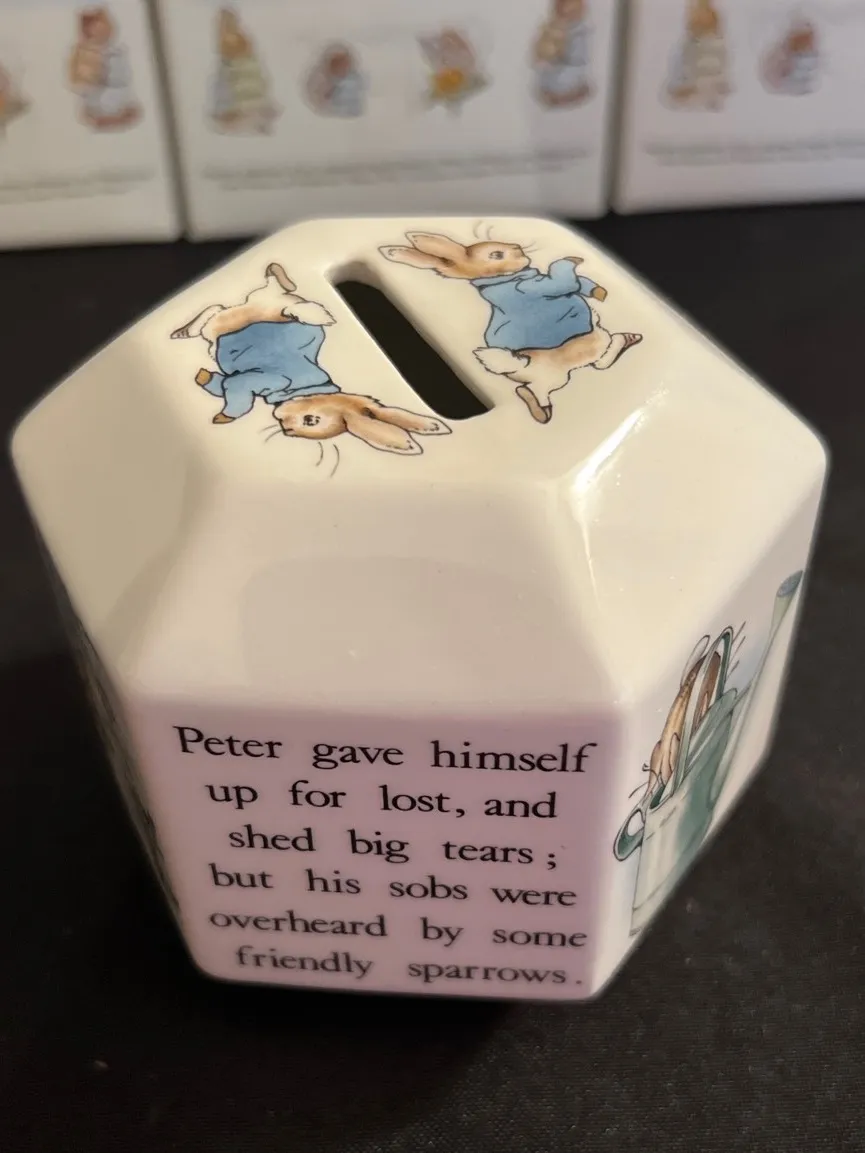 Peter gave himself
up for lost, and
shed big tears ;
but his sobs were
overheard by some
friendly sparrows.